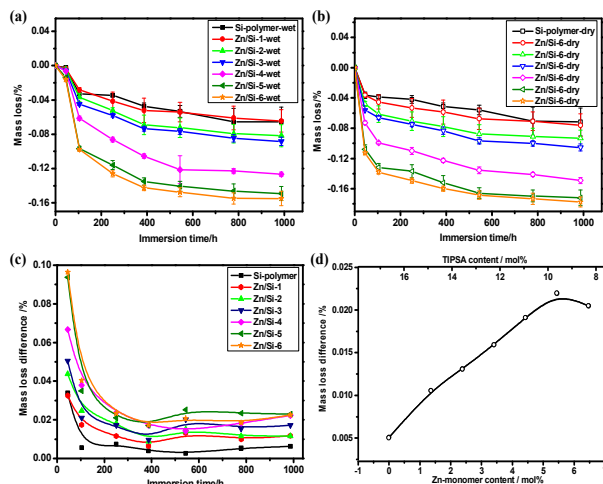 (a)
Si-polymer-wet
Zn/Si-1-wet
Zn/Si-2-wet
Zn/Si-3-wet
Zn/Si-4-wet
Zn/Si-5-wet
Zn/Si-6-wet
0.04
0.00
-0.04
-0.08
-0.12
-0.16
Mass loss/%
0 200 400 600 800 1000
Immersion time/h
(b)
Si-polymer-dry
Zn/Si-6-dry
Zn/Si-6-dry
Zn/Si-6-dry
Zn/Si-6-dry
Zn/Si-6-dry
Zn/Si-6-dry
0.04
0.00
-0.04
-0.08
-0.12
-0.16
-0.20
Mass loss/%
0 200 400 600 800 1000
Immersion time/h
(c)
Si-polymer
Zn/Si-1
Zn/Si-2
Zn/Si-3
Zn/Si-4
Zn/Si-5
Zn/Si-6
0.10
0.08
0.06
0.04
0.02
0.00
Mass loss difference /%
0 200 400 600 800 1000
Immersion time/h
(d)
TIPSA content / mol%
16 14 12 10 8
0.025
0.020
0.015
0.010
0.005
Mass loss difference /%
0 1 2 3 4 5 6
Zn-monomer content / mol%